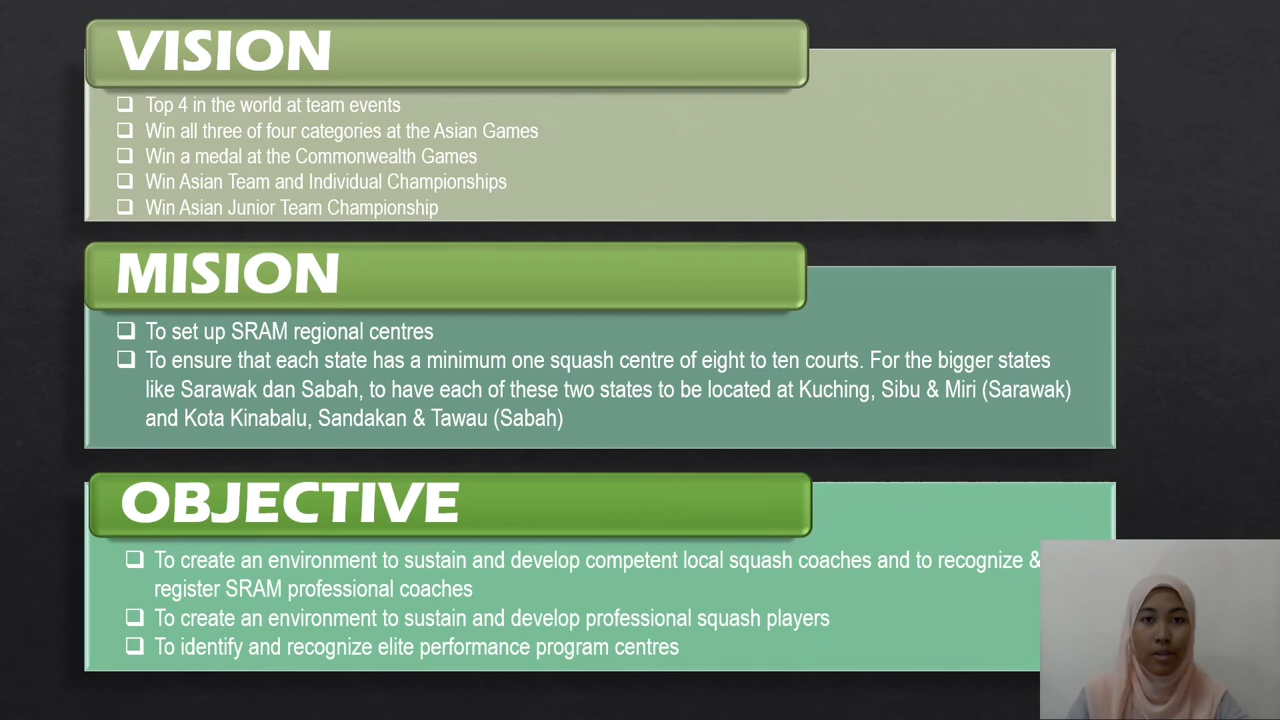 VISION
❑ Top 4 in the world at team events
❑ Win all three of four categories at the Asian Games
❑ Win a medal at the Commonwealth Games
❑ Win Asian Team and Individual Championships
❑ Win Asian Junior Team Championship
MISION
❑ To set up SRAM regional centres
❑ To ensure that each state has a minimum one squash centre of eight to ten courts. For the bigger states
like Sarawak dan Sabah, to have each of these two states to be located at Kuching, Sibu & Miri (Sarawak)
and Kota Kinabalu, Sandakan & Tawau (Sabah)
OBJECTIVE
❑ To create an environment to sustain and develop competent local squash coaches and to recognize &
register SRAM professional coaches
❑ To create an environment to sustain and develop professional squash players
❑ To identify and recognize elite performance program centres